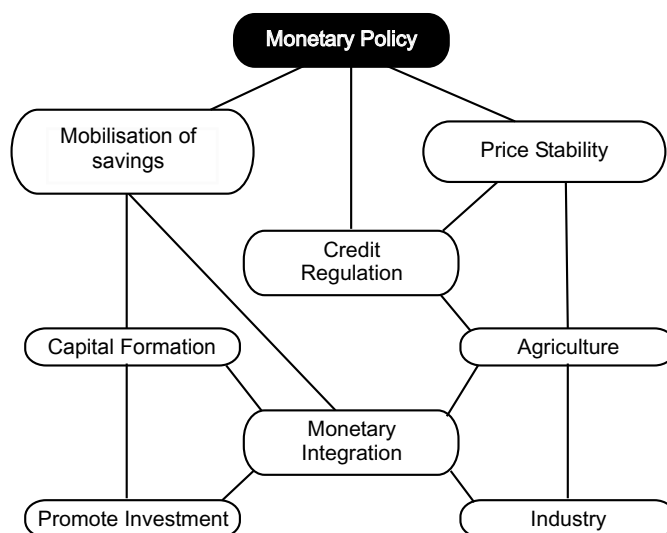 Monetary Policy
Mobilisation of
savings
Price Stability
Credit
Regulation
Capital Formation
Agriculture
Monetary
Integration
Promote Investment
Industry